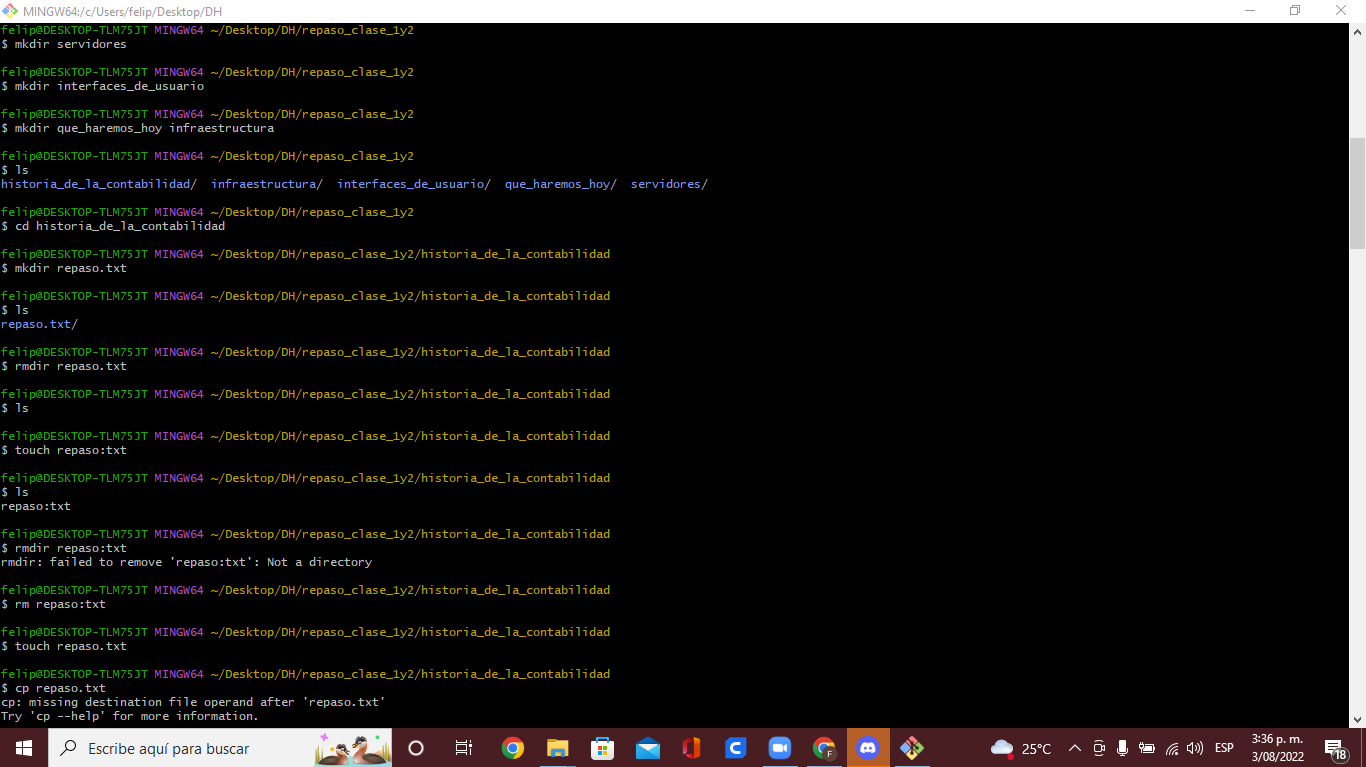 MINGW64:/c/Users/felip/Desktop/DH
felip@DESKTOP-TLM75JT MINGW64 ~/Desktop/DH/repaso_clase_1y2
$ mkdir servidores
felip@DESKTOP-TLM75JT MINGW64 ~/Desktop/DH/repaso_clase_1y2
$ mkdir interfaces_de_usuario
felip@DESKTOP-TLM75JT MINGW64 ~/Desktop/DH/repaso_clase_1y2
$ mkdir que_haremos_hoy infraestructura
felip@DESKTOP-TLM75JT MINGW64 ~/Desktop/DH/repaso_clase_1y2
$ ls
historia_de_la_contabilidad/  infraestructura/  interfaces_de_usuario/  que_haremos_hoy/  servidores/
felip@DESKTOP-TLM75JT MINGW64 ~/Desktop/DH/repaso_clase_1y2
$ cd historia_de_la_contabilidad
felip@DESKTOP-TLM75JT MINGW64 ~/Desktop/DH/repaso_clase_1y2/historia_de_la_contabilidad
$ mkdir repaso.txt
felip@DESKTOP-TLM75JT MINGW64 ~/Desktop/DH/repaso_clase_1y2/historia_de_la_contabilidad
$ ls
repaso.txt/
felip@DESKTOP-TLM75JT MINGW64 ~/Desktop/DH/repaso_clase_1y2/historia_de_la_contabilidad
$ rmdir repaso.txt
felip@DESKTOP-TLM75JT MINGW64 ~/Desktop/DH/repaso_clase_1y2/historia_de_la_contabilidad
$ ls
felip@DESKTOP-TLM75JT MINGW64 ~/Desktop/DH/repaso_clase_1y2/historia_de_la_contabilidad
$ touch repaso:txt
felip@DESKTOP-TLM75JT MINGW64 ~/Desktop/DH/repaso_clase_1y2/historia_de_la_contabilidad
$ ls
repaso:txt
felip@DESKTOP-TLM75JT MINGW64 ~/Desktop/DH/repaso_clase_1y2/historia_de_la_contabilidad
$ rmdir repaso:txt
rmdir: failed to remove 'repaso:txt': Not a directory
felip@DESKTOP-TLM75JT MINGW64 ~/Desktop/DH/repaso_clase_1y2/historia_de_la_contabilidad
$ rm repaso:txt
felip@DESKTOP-TLM75JT MINGW64 ~/Desktop/DH/repaso_clase_1y2/historia_de_la_contabilidad
$ touch repaso.txt
felip@DESKTOP-TLM75JT MINGW64 ~/Desktop/DH/repaso_clase_1y2/historia_de_la_contabilidad
$ cp repaso.txt
cp: missing destination file operand after 'repaso.txt'
Try 'cp --help' for more information.
Escribe aquí para buscar
F
25°C
ESP
3:36 p. m.
3/08/2022
18